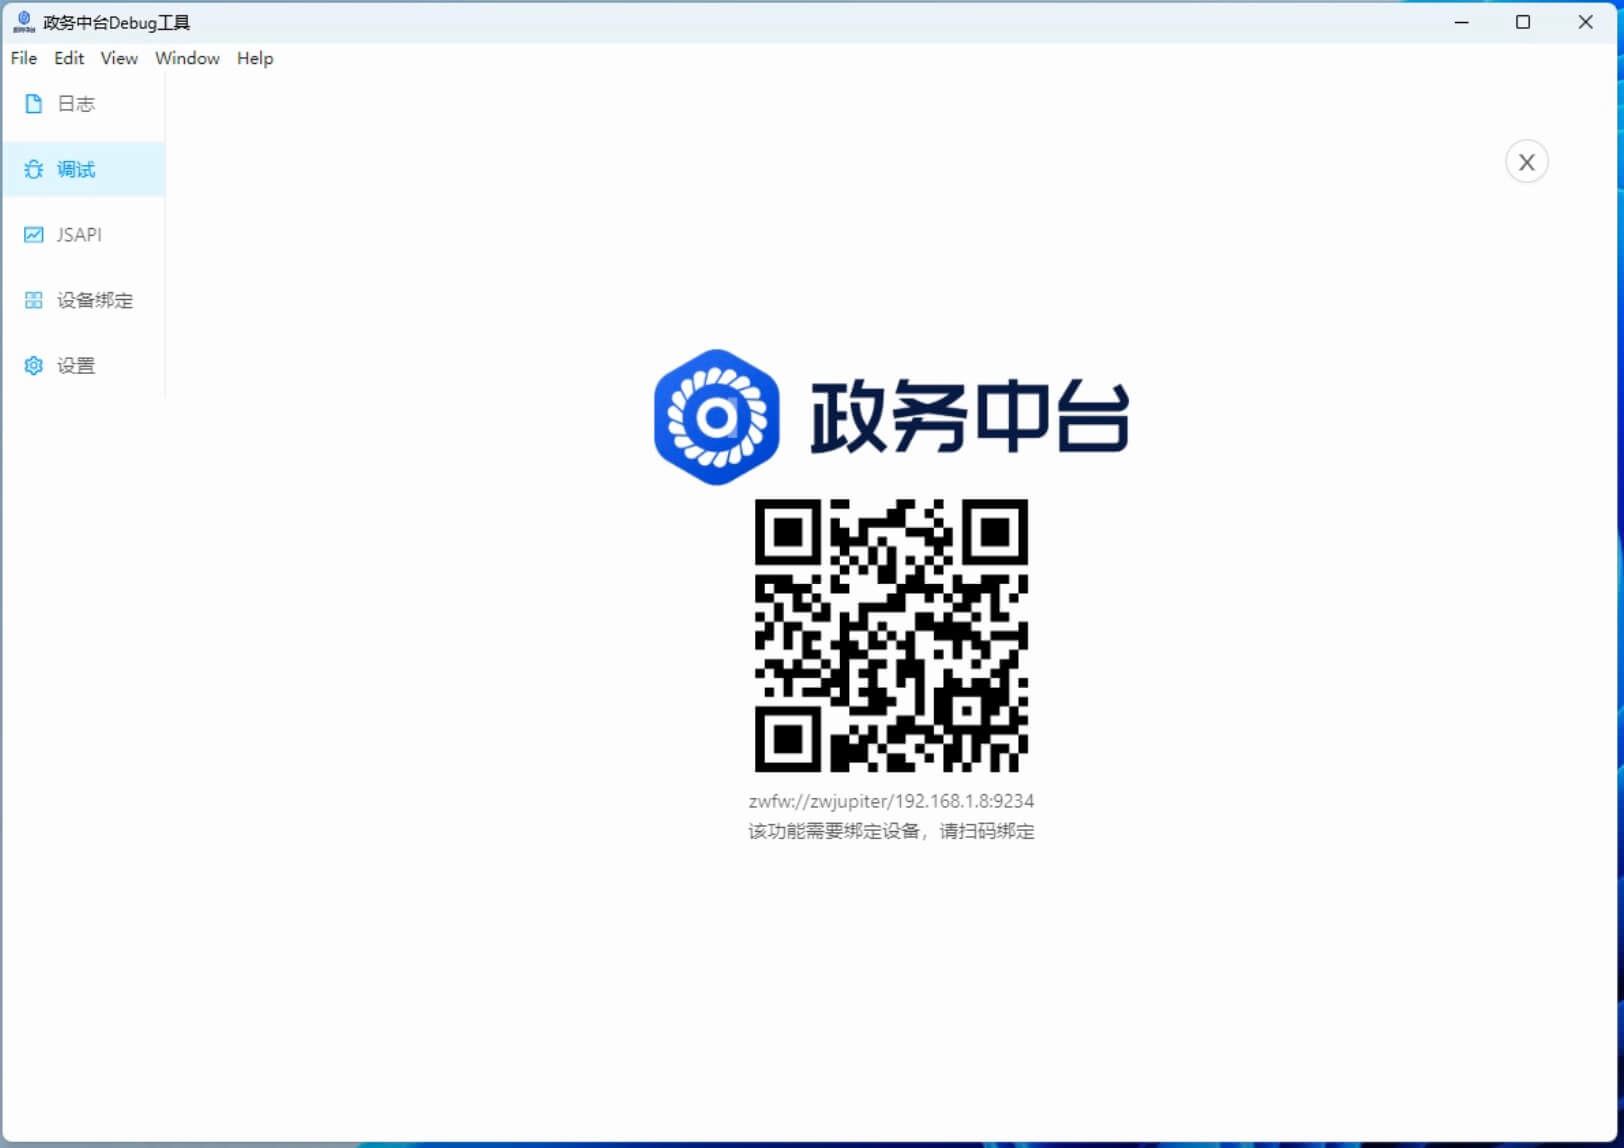 政务中台Debug工具
File Edit View Window Help
日志
调试
JSAPI
设备绑定
设置
X
政务中台
zwfw://zwjupiter/192.168.1.8:9234
该功能需要绑定设备，请扫码绑定